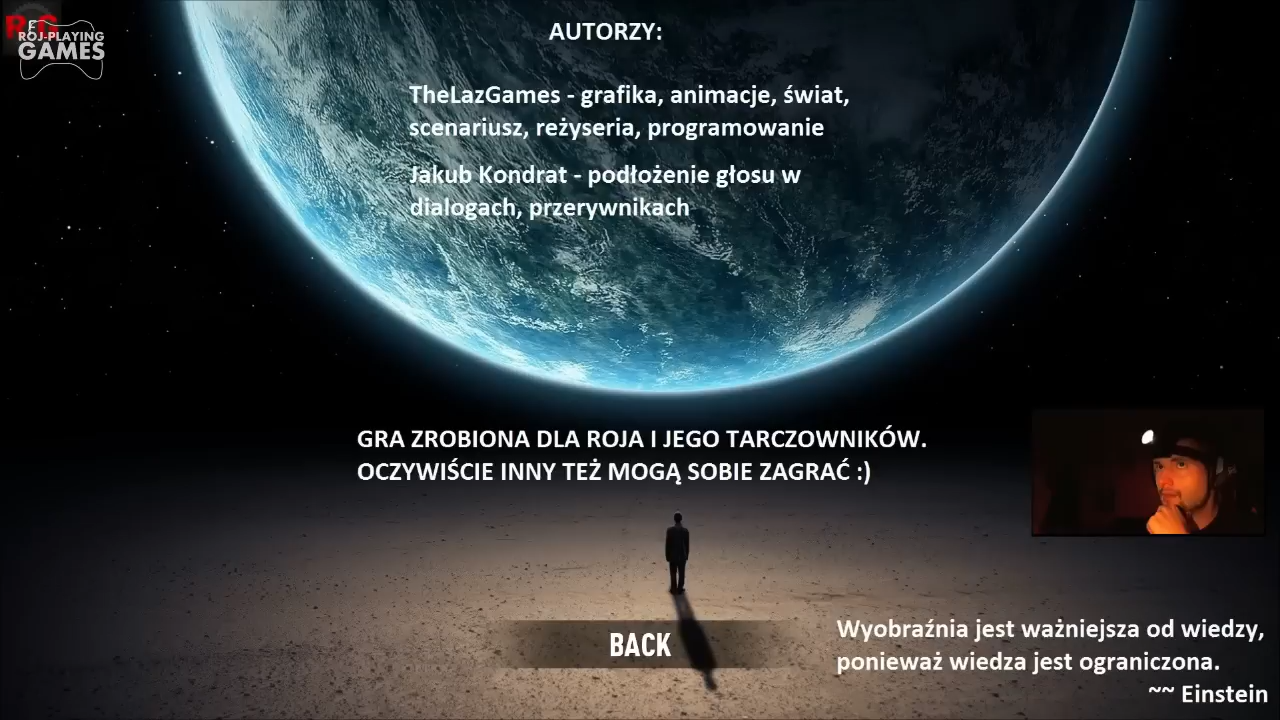 ROJ-PLAYING
GAMES
AUTORZY:
TheLazGames - grafika, animacje, świat,
scenariusz, reżyseria, programowanie
Jakub Kondrat - podłożenie głosu w
dialogach, przerywnikach
GRA ZROBIONA DLA ROJA I JEGO TARCZOWNIKÓW.
OCZYWIŚCIE INNY TEŻ MOGĄ SOBIE ZAGRAĆ :)
BACK
Wyobraźnia jest ważniejsza od wiedzy,
ponieważ wiedza jest ograniczona.
~~ Einstein